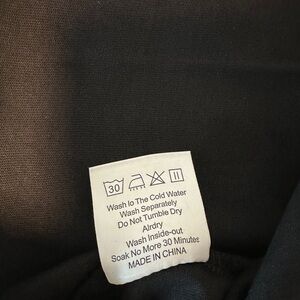 30
Wash Io The Cold Water
Wash Separately
Do Not Tumble Dry
Airdry
Wash Inside-out
Soak No More 30 Minutes
MADE IN CHINA